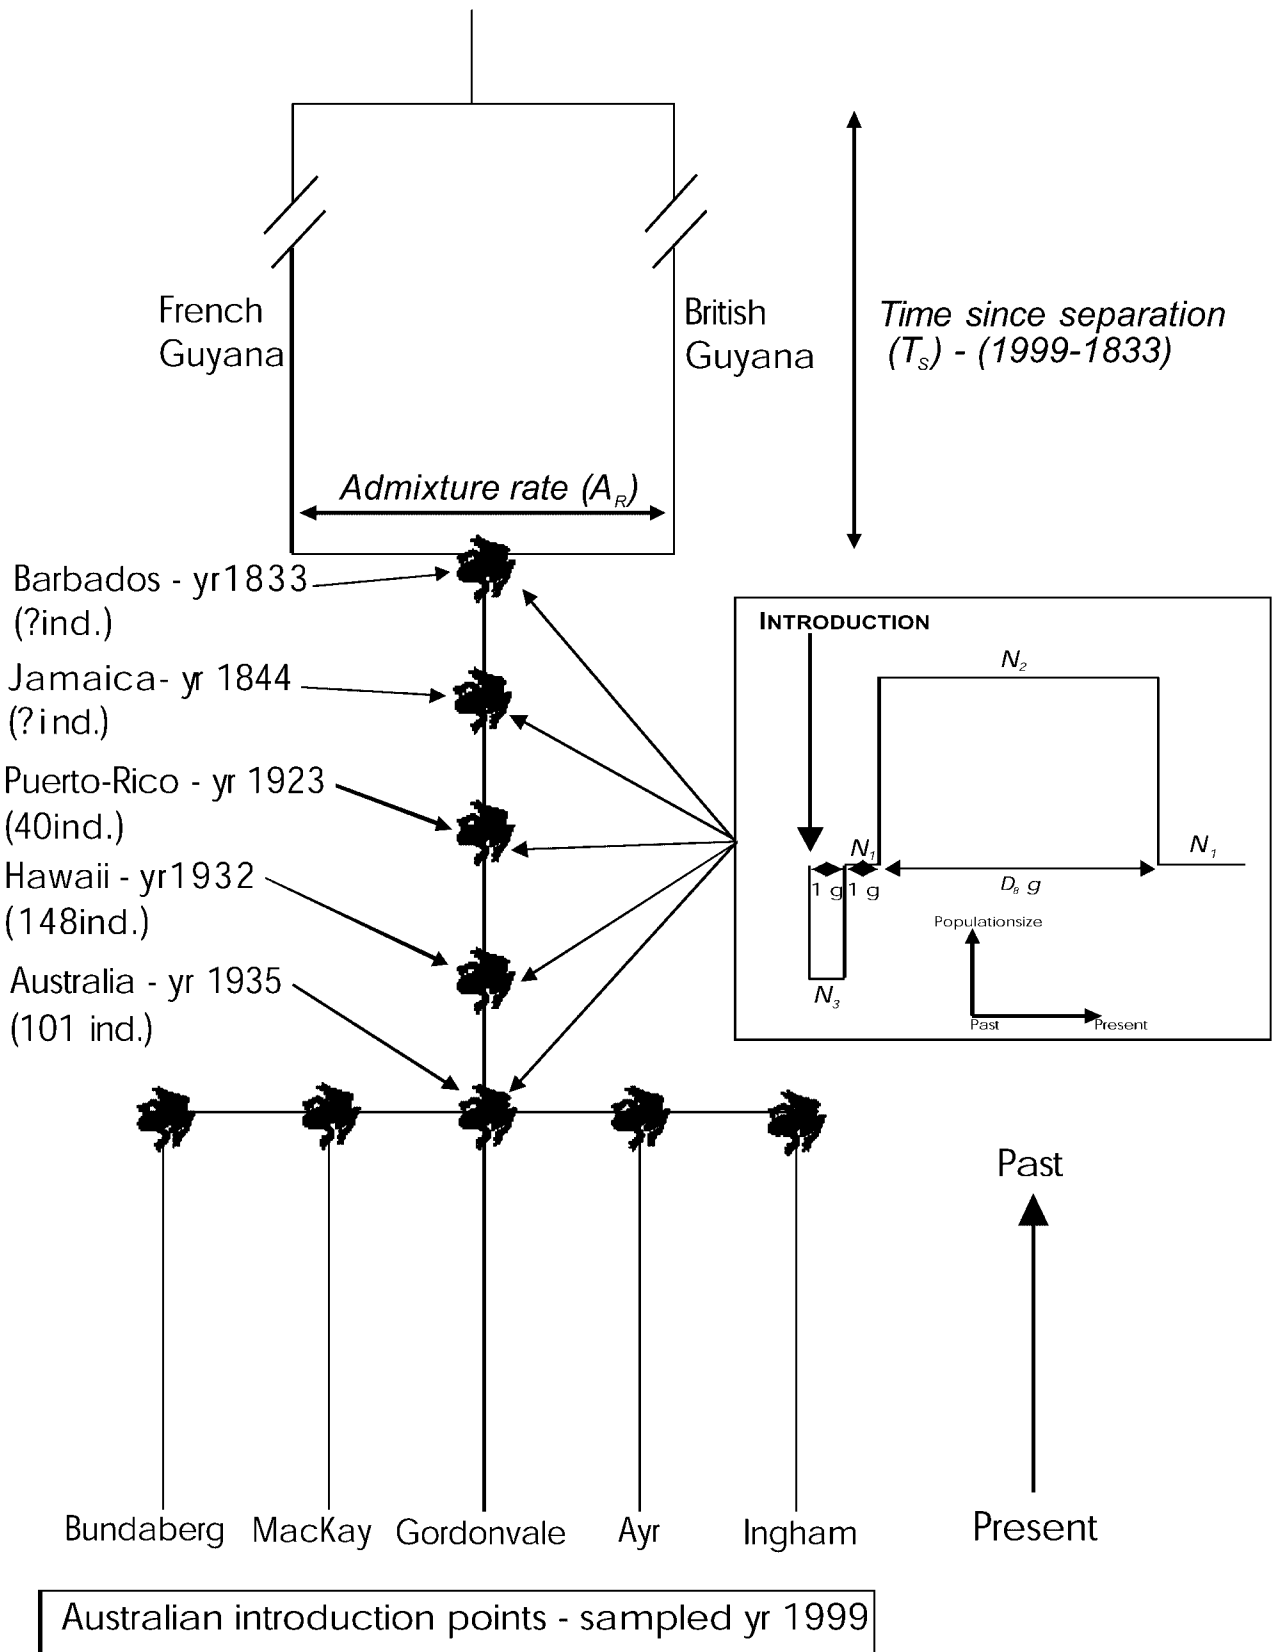 French
Guyana
British
Guyana
Time since separation
(Ts) - (1999-1833)
Admixture rate (AR)
Barbados - yr1833
(?ind.)
Jamaica- yr 1844
(?ind.)
Puerto-Rico - yr 1923
(40ind.)
Hawaii - yr1932
(148ind.)
Australia - yr 1935
(101 ind.)
INTRODUCTION
N2
N1
N1
1 g
1 g
DB g
N3
Populationsize
Past
Present
Past
Present
Bundaberg
MacKay
Gordonvale
Ayr
Ingham
Australian introduction points - sampled yr 1999